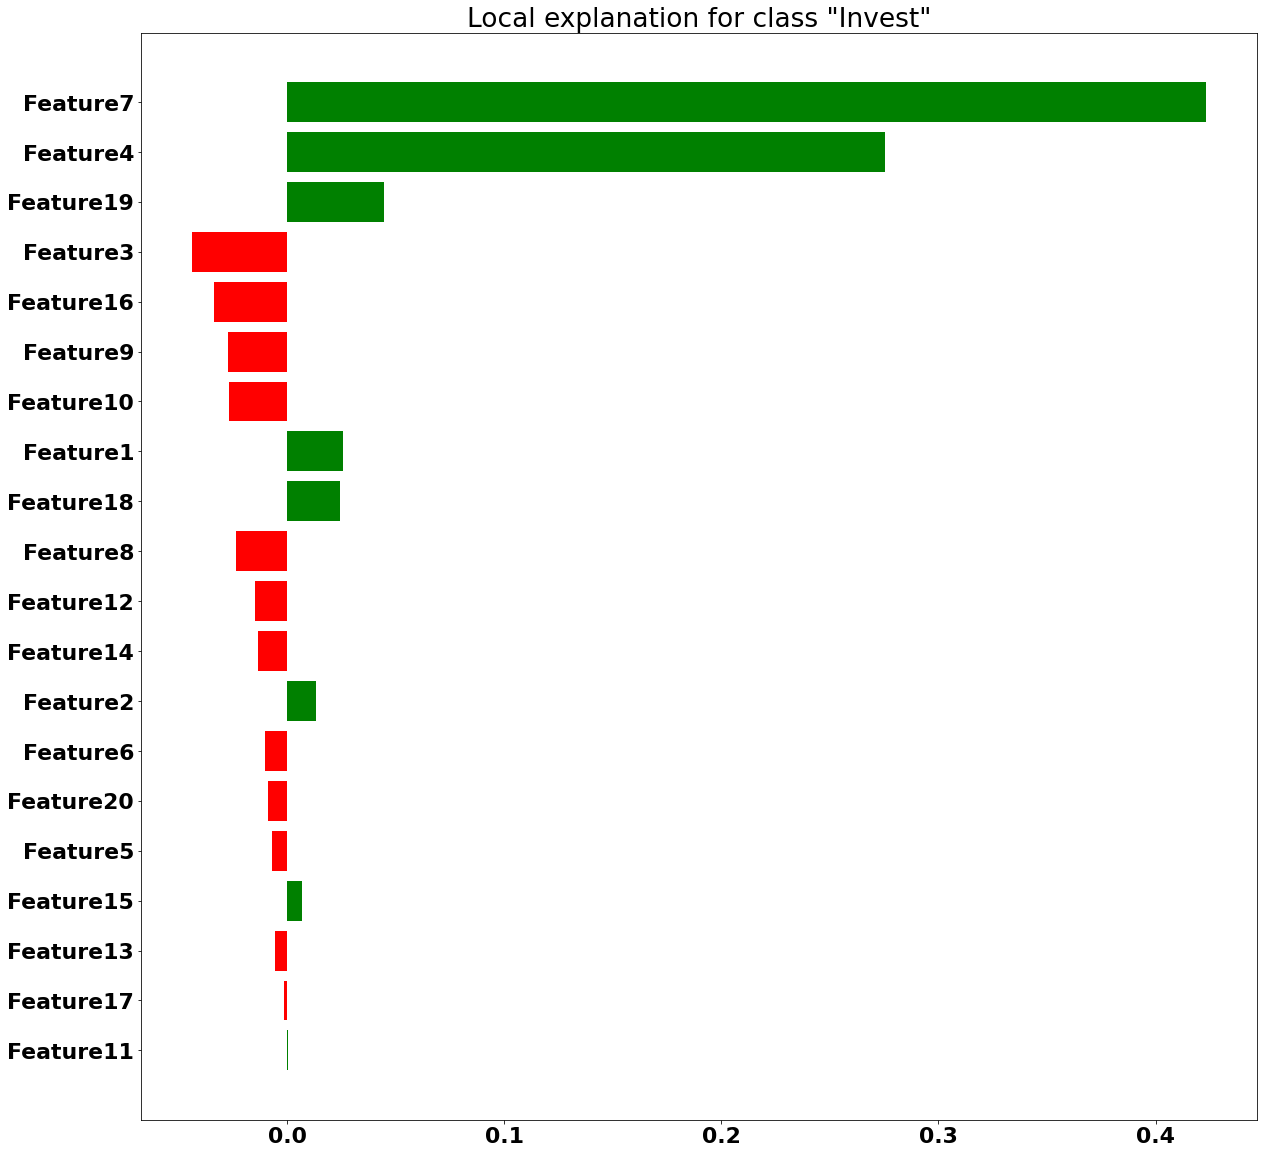 Local explanation for class "Invest"
Feature7
Feature4
Feature19
Feature3
Feature16
Feature9
Feature10
Feature1
Feature18
Feature8
Feature12
Feature14
Feature2
Feature6
Feature20
Feature5
Feature15
Feature13
Feature17
Feature11
0.0 0.1 0.2 0.3 0.4